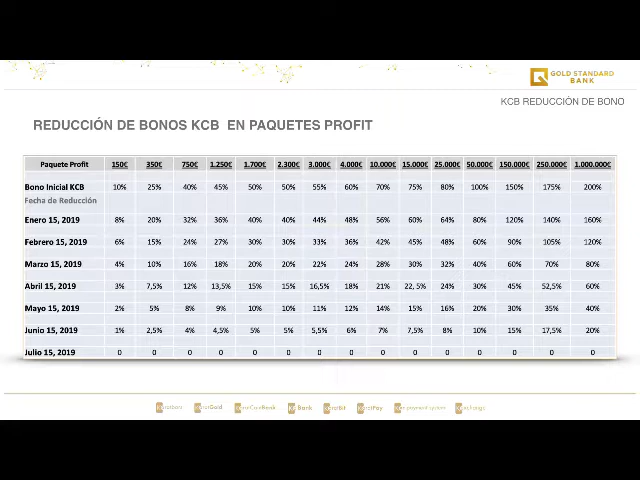 GOLD STANDARD
BANK
KCB REDUCCIÓN DE BONO
REDUCCIÓN DE BONOS KCB EN PAQUETES PROFIT
Paquete Profit 150€ 350€ 750€ 1.250€ 1.700€ 2.300€ 3.000€ 4.000€ 10.000€ 15.000€ 25.000€ 50.000€ 150.000€ 250.000€ 1.000.000€
Bono Inicial KCB 10% 25% 40% 45% 50% 50% 55% 60% 70% 75% 80% 100% 150% 175% 200%
Fecha de Reducción
Enero 15, 2019 8% 20% 32% 36% 40% 40% 44% 48% 56% 60% 64% 80% 120% 140% 160%
Febrero 15, 2019 6% 15% 24% 27% 30% 30% 33% 36% 42% 45% 48% 60% 90% 105% 120%
Marzo 15, 2019 4% 10% 16% 18% 20% 20% 22% 24% 28% 30% 32% 40% 60% 70% 80%
Abril 15, 2019 3% 7,5% 12% 13,5% 15% 15% 16,5% 18% 21% 22, 5% 24% 30% 45% 52,5% 60%
Mayo 15, 2019 2% 5% 8% 9% 10% 10% 11% 12% 14% 15% 16% 20% 30% 35% 40%
Junio 15, 2019 1% 2,5% 4% 4,5% 5% 5% 5,5% 6% 7% 7,5% 8% 10% 15% 17,5% 20%
Julio 15, 2019 0 0 0 0 0 0 0 0 0 0 0 0 0 0 0